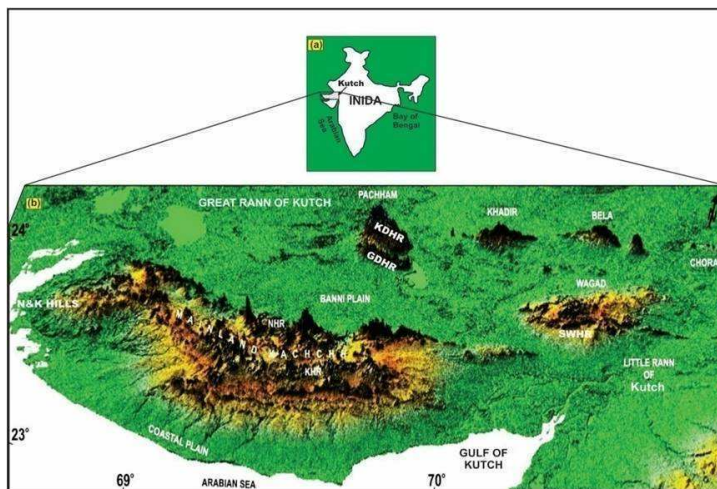 (a)
Kutch
INIDA
Arabian
Sea
Bay of
Bengal
(b)
GREAT RANN OF KUTCH
PACHHAM
KDHR
GDHR
KHADIR
BELA
CHORA
24°
N&K HILLS
BANNI PLAIN
WAGAD
SWHR
NHR
MAINLAND KACHCHH
KHR
LITTLE RANN
OF
Kutch
23°
COASTAL PLAIN
GULF OF
KUTCH
69°
70°
ARABIAN SEA